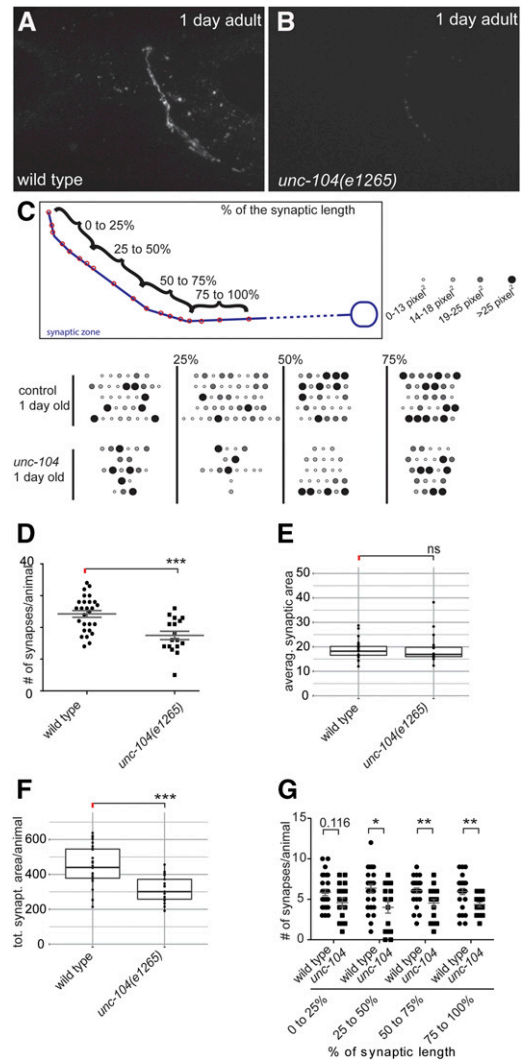 A
1 day adult
wild type
B
1 day adult
unc-104(e1265)
C
% of the synaptic length
0 to 25%
25 to 50%
50 to 75%
75 to 100%
synaptic zone
0-13 pixel²
14-18 pixel²
19-25 pixel²
>25 pixel²
25%
50%
75%
control
1 day old
unc-104
1 day old
D
# of synapses/animal
40
20
0
***
wild type
unc-104(e1265)
E
averag. synaptic area
50
40
30
20
10
0
ns
wild type
unc-104(e1265)
F
tot. synapt. area/animal
600
400
200
0
***
wild type
unc-104(e1265)
G
# of synapses/animal
15
10
5
0
0.116
*
**
**
wild type
unc-104
wild type
unc-104
wild type
unc-104
wild type
unc-104
0 to 25%
25 to 50%
50 to 75%
75 to 100%
% of synaptic length